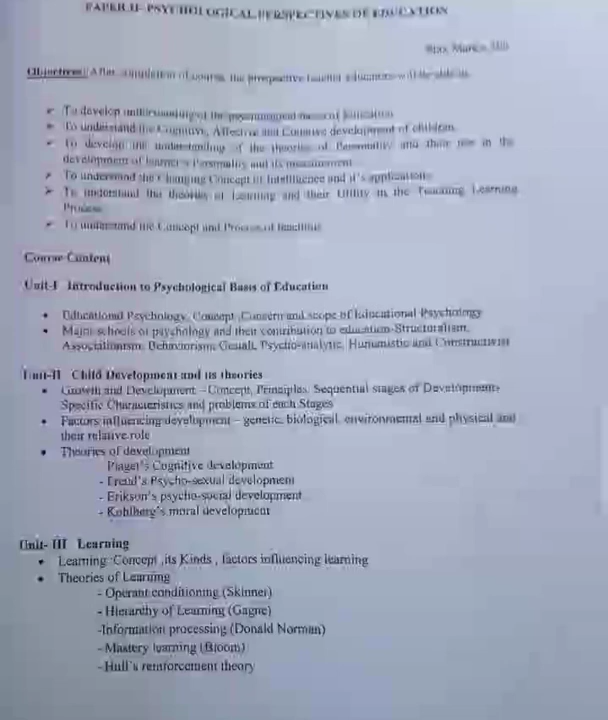 PAPER II- PSYCHOLOGICAL PERSPECTIVES OF EDUCATION
Marks 100
Objectives: After completion of course, the prospective teacher educators will be able to
➤ To develop understanding of the psychological basis of Education
➤ To understand the Cognitive, Affective and Conative development of children
➤ To develop the understanding of the theories of Personality and their use in the
development of learner's Personality and its measurement
➤ To understand the Changing Concept of Intelligence and it's applications
➤ To understand the theories of Learning and their Utility in the Teaching Learning
Process
➤ To understand the Concept and Process of teaching
Course Content
Unit-I Introduction to Psychological Basis of Education
• Educational Psychology, Concept, Concern and scope of Educational Psychology
• Major schools of psychology and their contribution to education-Structuralism,
Associationism, Behaviorism, Gestalt, Psycho-analytic, Humanistic and Constructivist
Unit-II Child Development and its theories
• Growth and Development – Concept, Principles, Sequential stages of Development-
Specific Characteristics and problems of each Stages
• Factors influencing development – genetic, biological, environmental and physical and
their relative role
• Theories of development
Piaget's Cognitive development
- Freud's Psycho-sexual development
- Erikson's psycho-social development
- Kohlberg's moral development
Unit- III Learning
• Learning: Concept ,its Kinds , factors influencing learning
• Theories of Learning
- Operant conditioning (Skinner)
- Hierarchy of Learning (Gagne)
-Information processing (Donald Norman)
- Mastery learning (Bloom)
- Hull's reinforcement theory